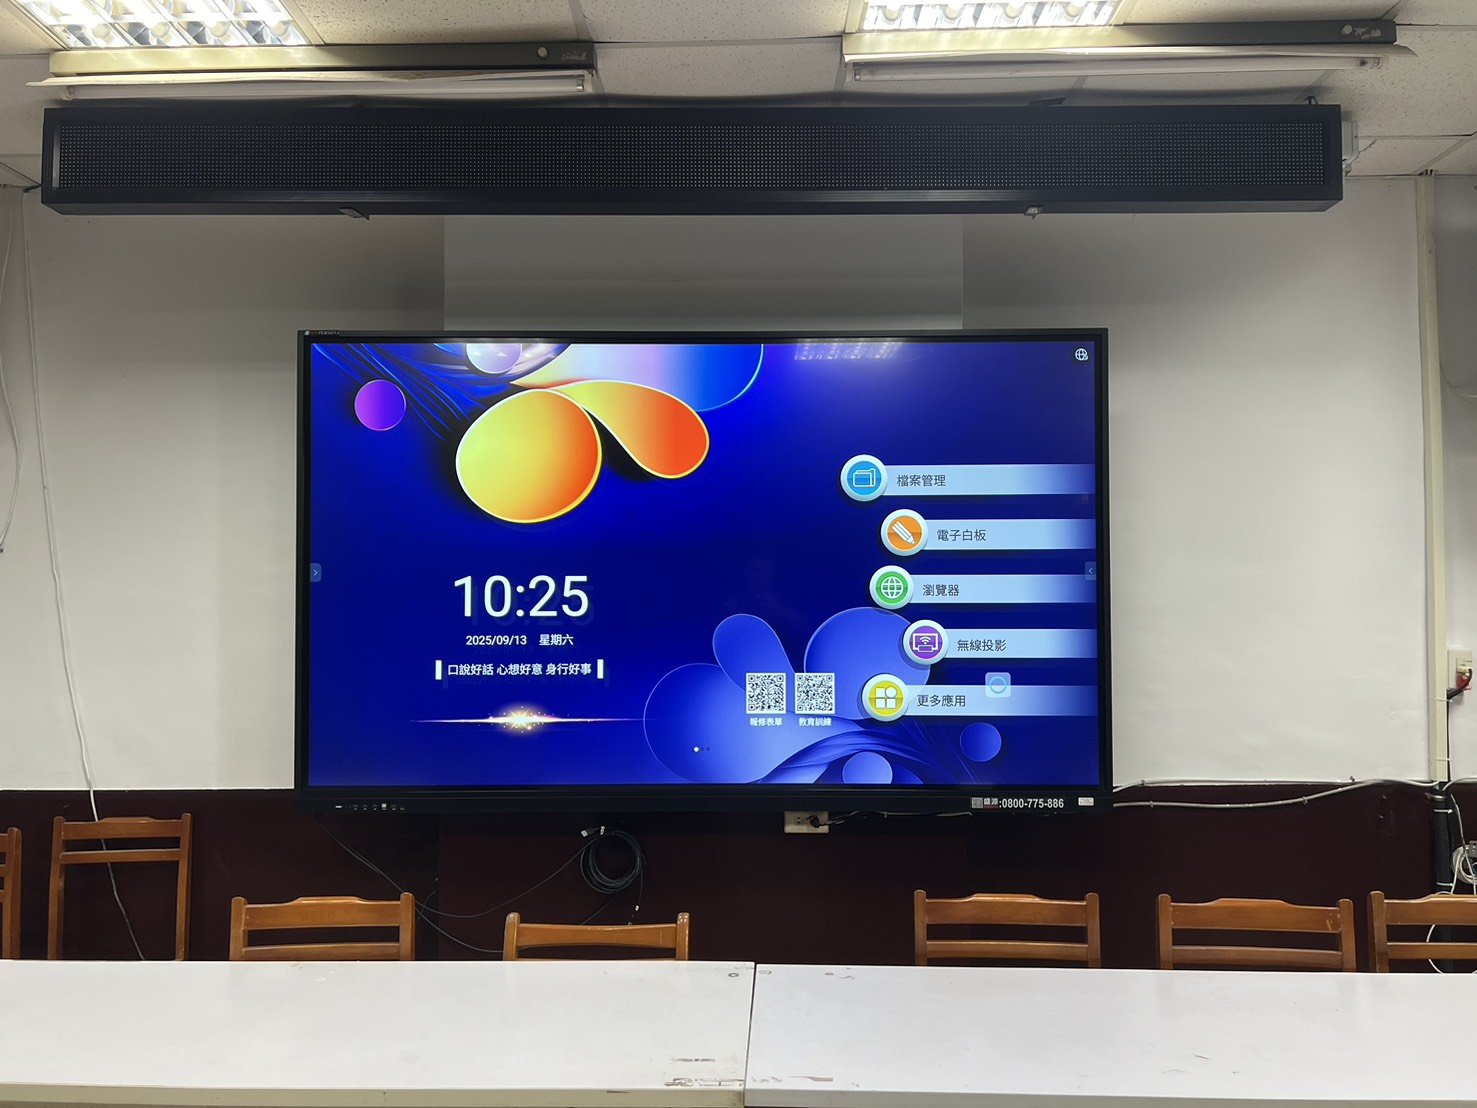 檔案管理
電子白板
瀏覽器
無線投影
更多應用
10:25
2025/09/13 星期六
口說好話 心想好意 身行好事
報修表單 教育訓練
:0800-775-886